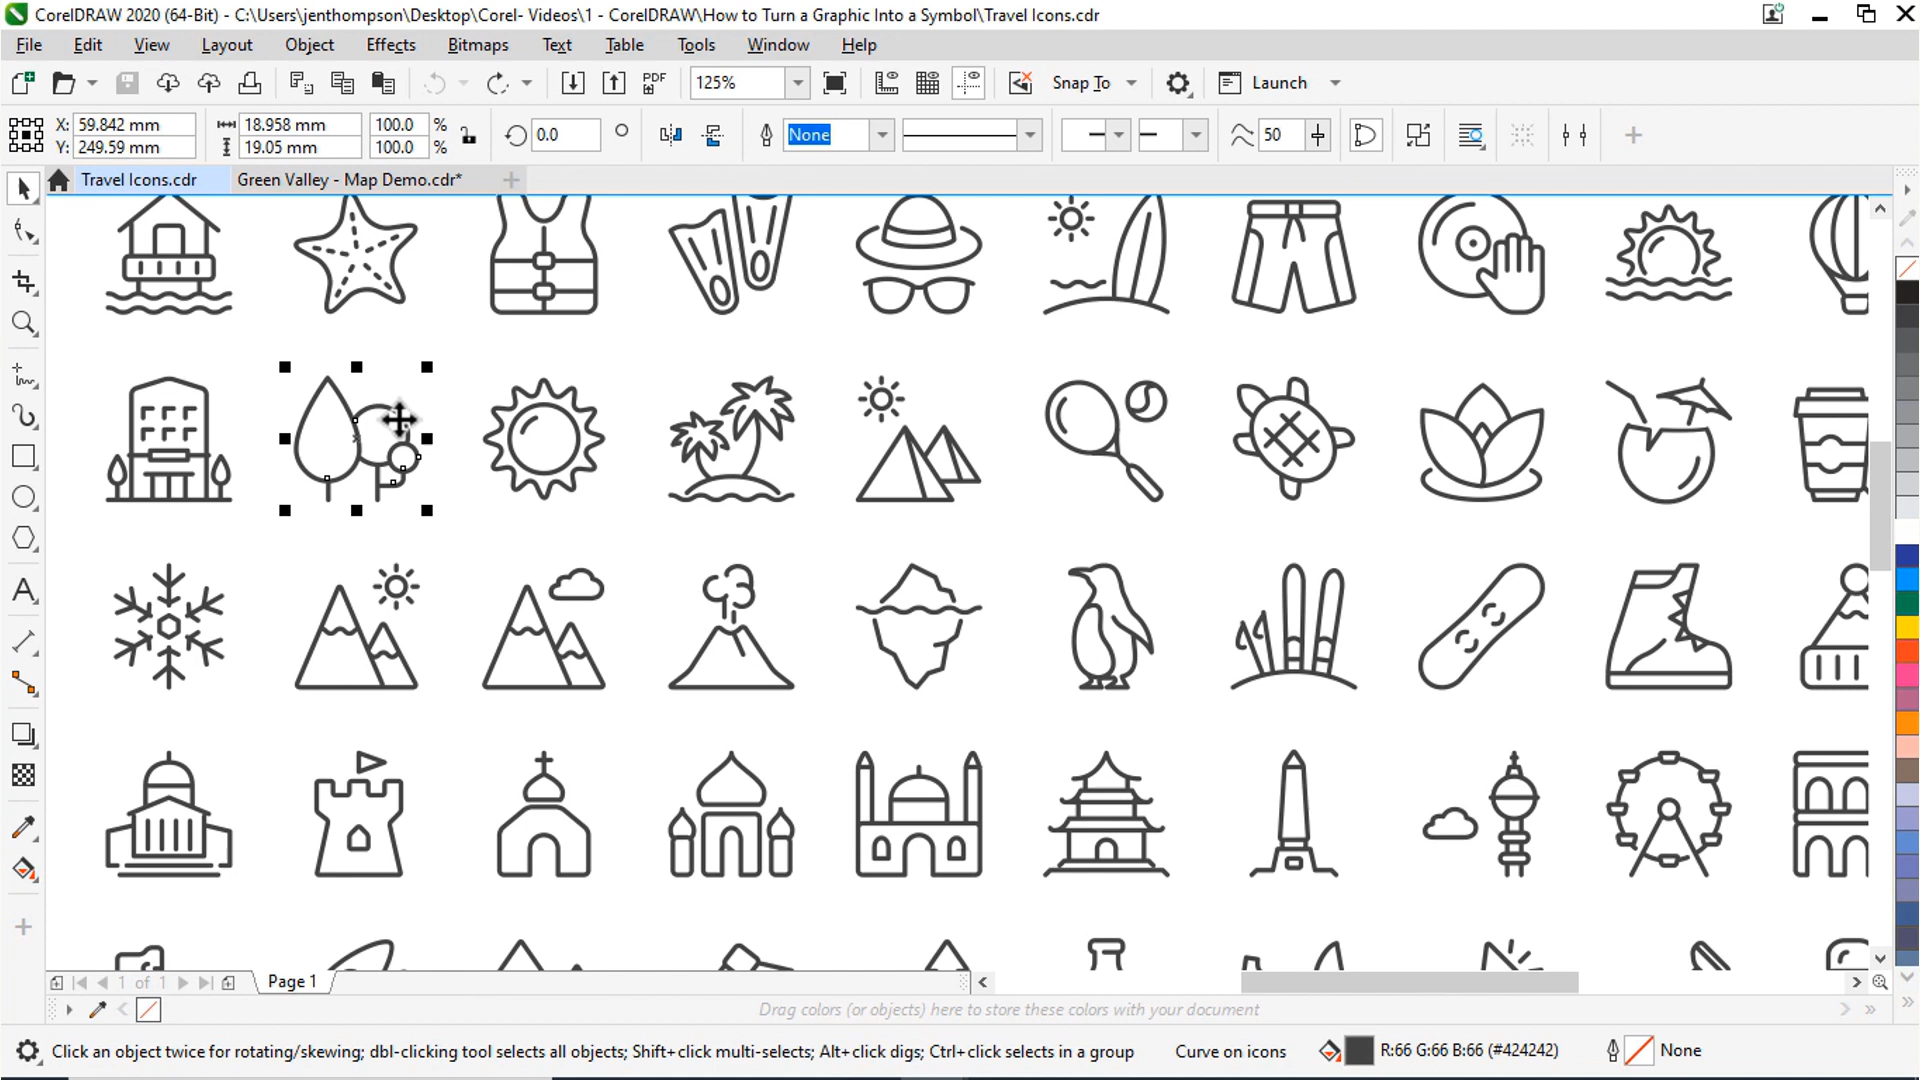 CorelDRAW 2020 (64-Bit) - C:\Users\jenthompson\Desktop\Corel- Videos\1 - CorelDRAW\How to Turn a Graphic Into a Symbol\Travel Icons.cdr
File Edit View Layout Object Effects Bitmaps Text Table Tools Window Help
PDF 125% Snap To Launch
X: 59.842 mm 18.958 mm 100.0 % 0.0 ° None 50
Y: 249.59 mm 19.05 mm 100.0 %
Travel Icons.cdr Green Valley - Map Demo.cdr*
1 of 1 Page 1
Drag colors (or objects) here to store these colors with your document
Click an object twice for rotating/skewing; dbl-clicking tool selects all objects; Shift+click multi-selects; Alt+click digs; Ctrl+click selects in a group Curve on icons R:66 G:66 B:66 (#424242) None